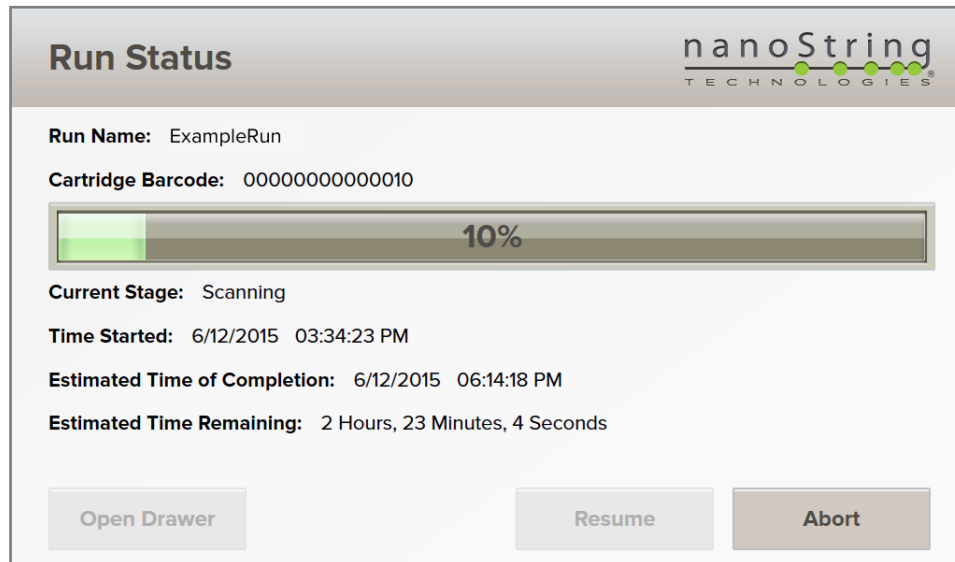 Run Status
nanoString
TECHNOLOGIES®
Run Name: ExampleRun
Cartridge Barcode: 00000000000010
10%
Current Stage: Scanning
Time Started: 6/12/2015 03:34:23 PM
Estimated Time of Completion: 6/12/2015 06:14:18 PM
Estimated Time Remaining: 2 Hours, 23 Minutes, 4 Seconds
Open Drawer Resume Abort